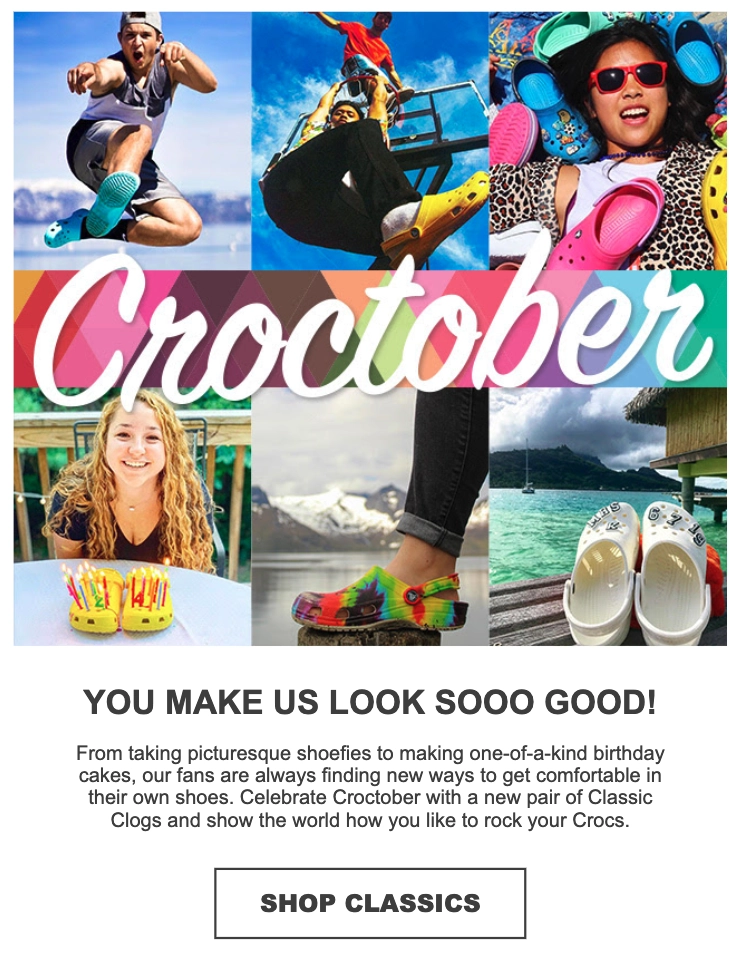 Croctober
YOU MAKE US LOOK SOOO GOOD!
From taking picturesque shoefies to making one-of-a-kind birthday
cakes, our fans are always finding new ways to get comfortable in
their own shoes. Celebrate Croctober with a new pair of Classic
Clogs and show the world how you like to rock your Crocs.
SHOP CLASSICS